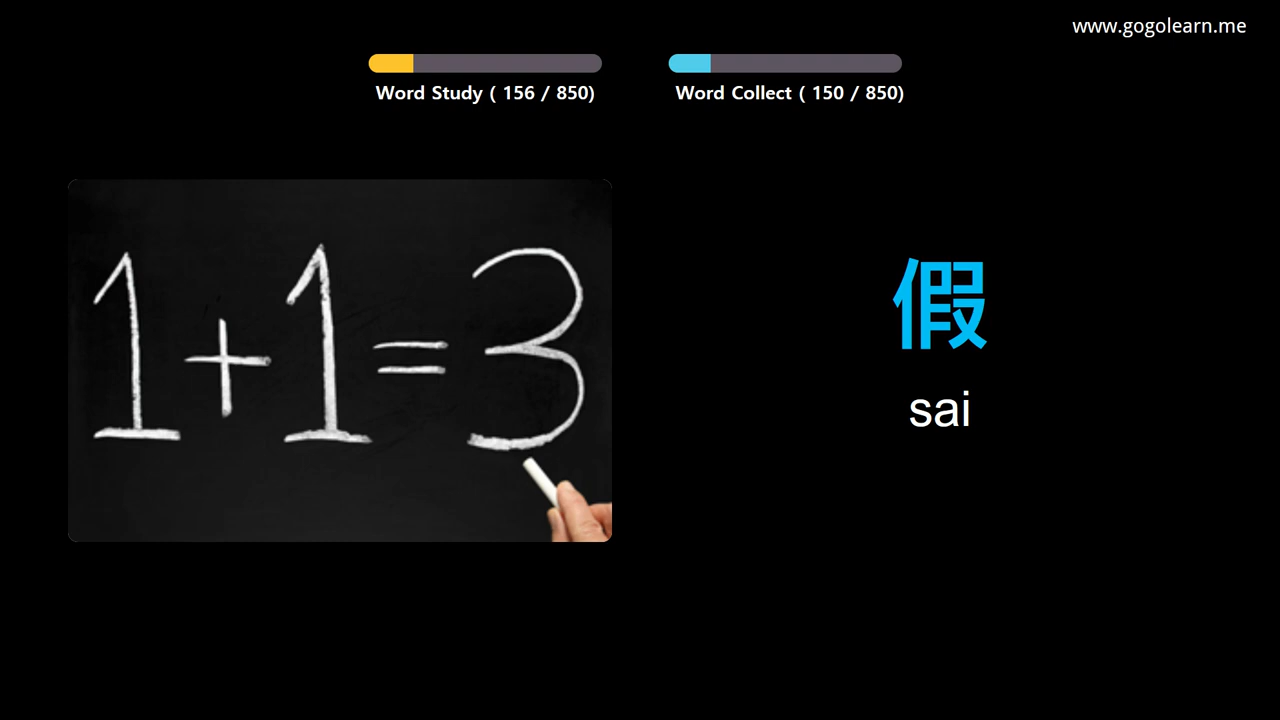 www.gogolearn.me
Word Study ( 156 / 850)
Word Collect ( 150 / 850)
1+1=3
假
sai